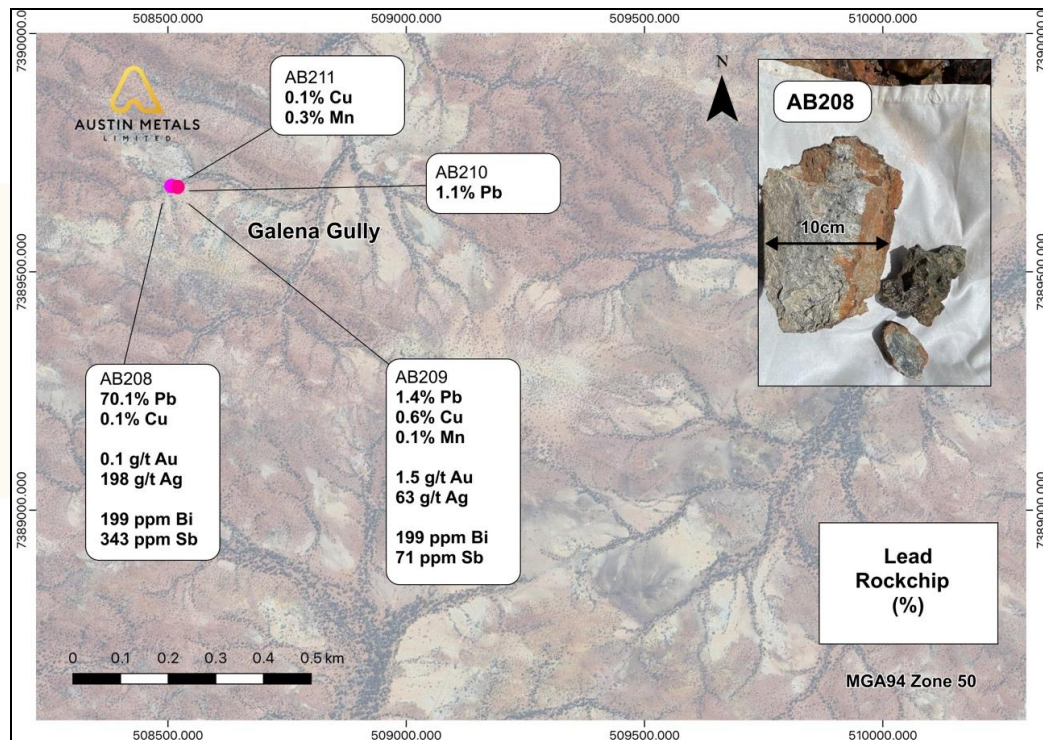 508500.000
509000.000
509500.000
510000.000
7390000.000
7389500.000
7389000.000
7389500.000
7389000.000
AUSTIN METALS
LIMITED
AB211
0.1% Cu
0.3% Mn
N
AB208
10cm
AB210
1.1% Pb
Galena Gully
AB208
70.1% Pb
0.1% Cu
0.1 g/t Au
198 g/t Ag
199 ppm Bi
343 ppm Sb
AB209
1.4% Pb
0.6% Cu
0.1% Mn
1.5 g/t Au
63 g/t Ag
199 ppm Bi
71 ppm Sb
Lead
Rockchip
(%)
0 0.1 0.2 0.3 0.4 0.5 km
MGA94 Zone 50
508500.000
509000.000
509500.000
510000.000